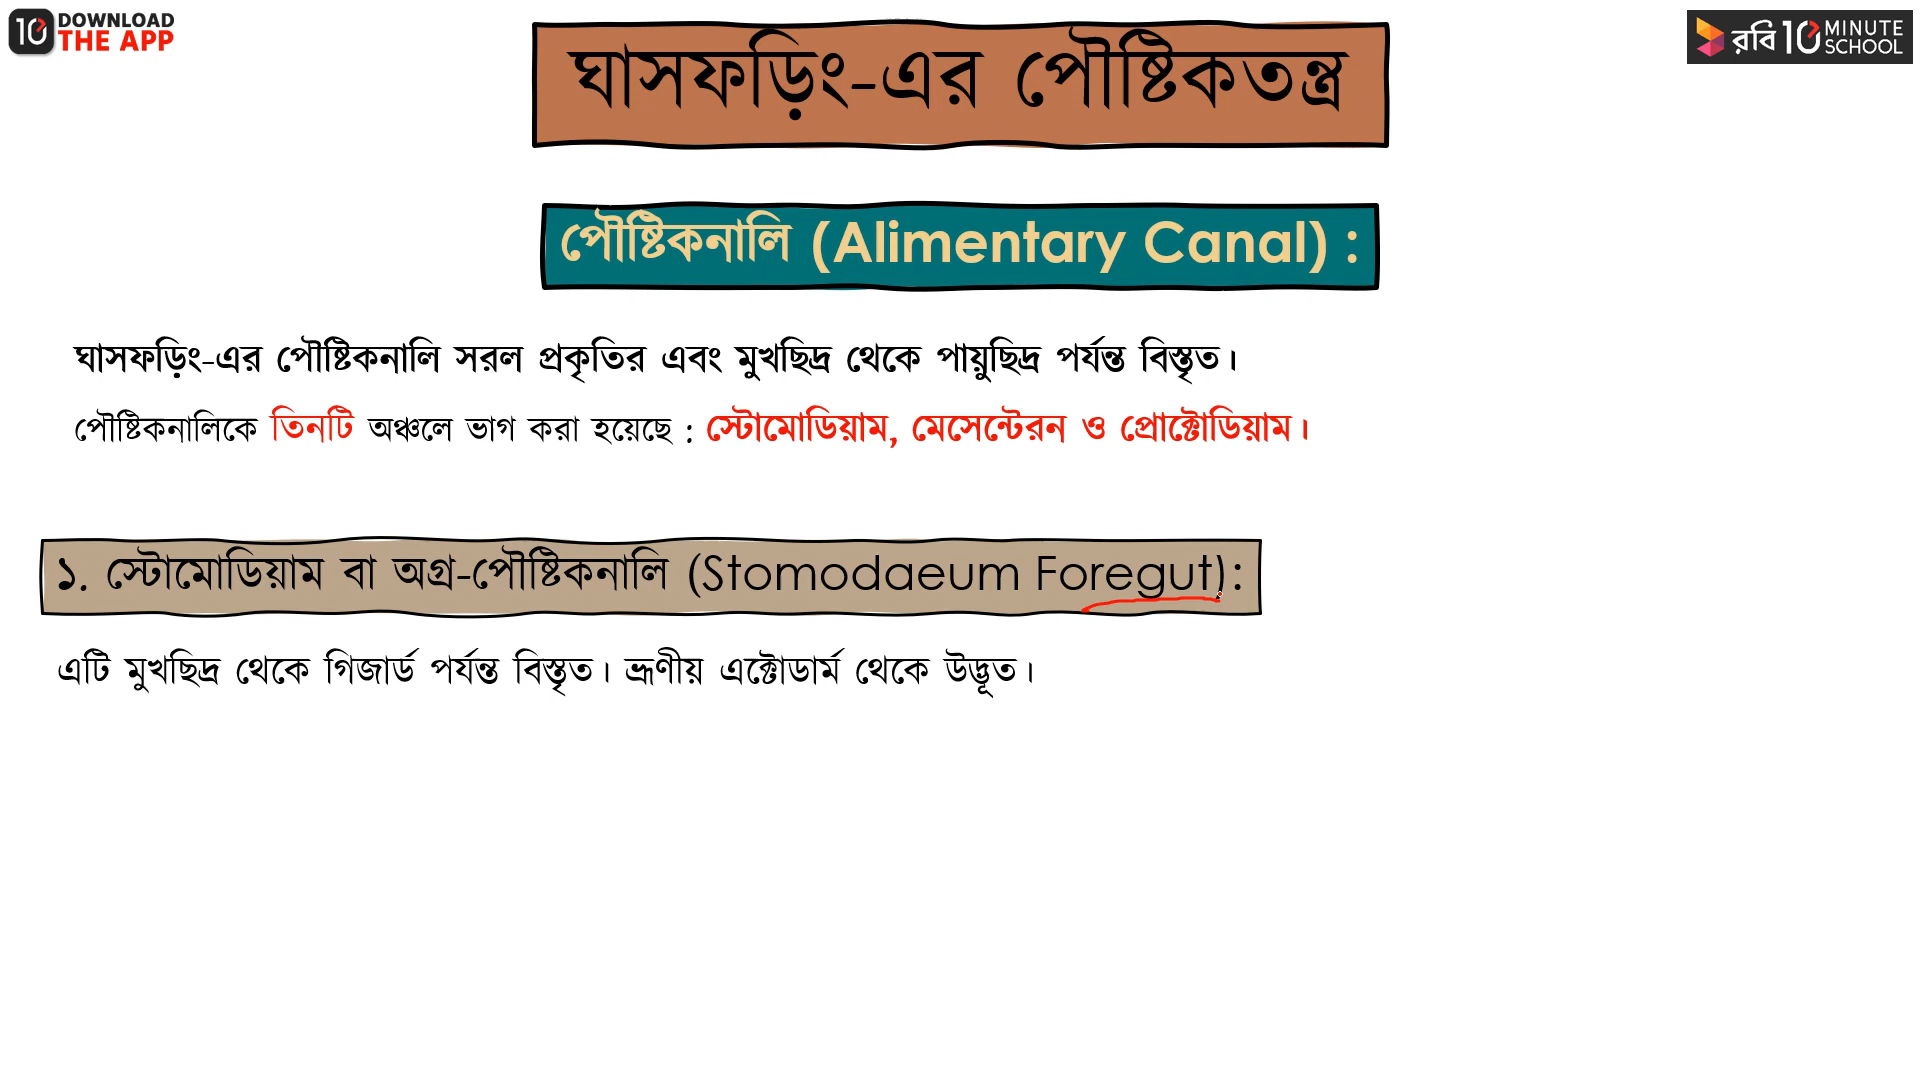 10 DOWNLOAD
THE APP
রবি 10 MINUTE
SCHOOL
ঘাসফড়িং-এর পৌষ্টিকতন্ত্র
পৌষ্টিকনালি (Alimentary Canal) :
ঘাসফড়িং-এর পৌষ্টিকনালি সরল প্রকৃতির এবং মুখছিদ্র থেকে পায়ুছিদ্র পর্যন্ত বিস্তৃত।
পৌষ্টিকনালিকে তিনটি অঞ্চলে ভাগ করা হয়েছে : স্টোমোডিয়াম, মেসেন্টেরন ও প্রোক্টোডিয়াম।
১. স্টোমোডিয়াম বা অগ্র-পৌষ্টিকনালি (Stomodaeum Foregut):
এটি মুখছিদ্র থেকে গিজার্ড পর্যন্ত বিস্তৃত। ভ্রূণীয় এক্টোডার্ম থেকে উদ্ভূত।